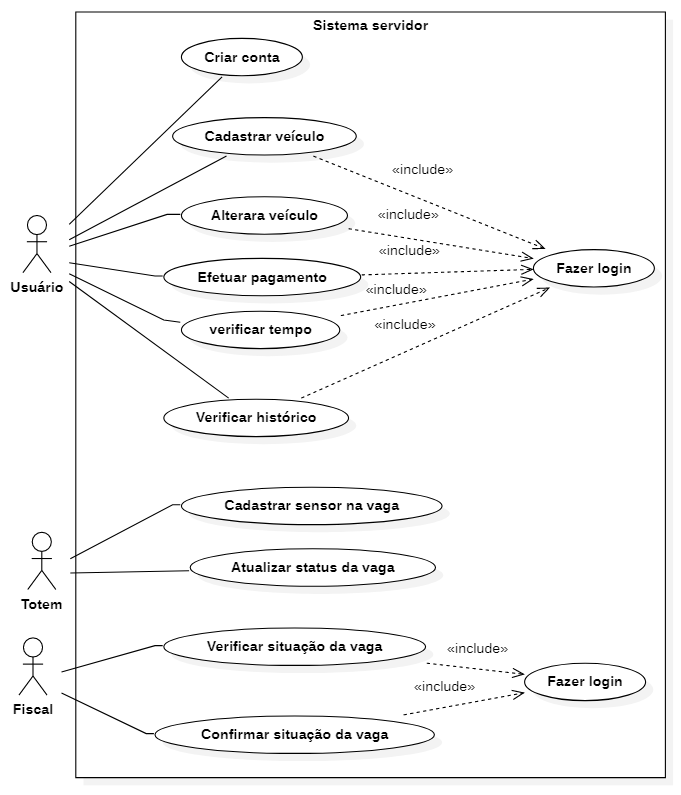 Sistema servidor
Criar conta
Cadastrar veículo
«include»
Alterara veículo
«include»
«include»
Efetuar pagamento
Fazer login
Usuário
«include»
verificar tempo
«include»
Verificar histórico
Cadastrar sensor na vaga
Atualizar status da vaga
Totem
Verificar situação da vaga
«include»
Fazer login
«include»
Fiscal
Confirmar situação da vaga